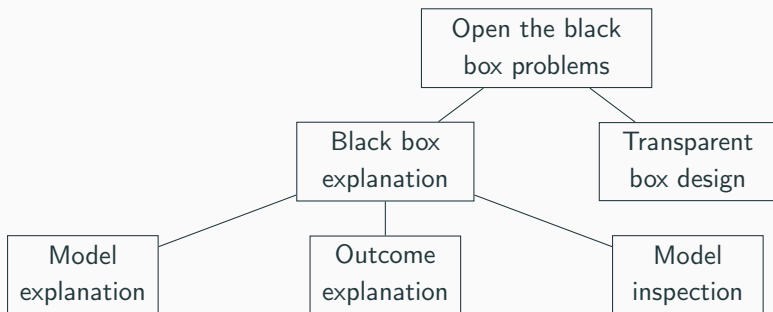 Open the black
box problems
Black box
explanation
Transparent
box design
Model
explanation
Outcome
explanation
Model
inspection